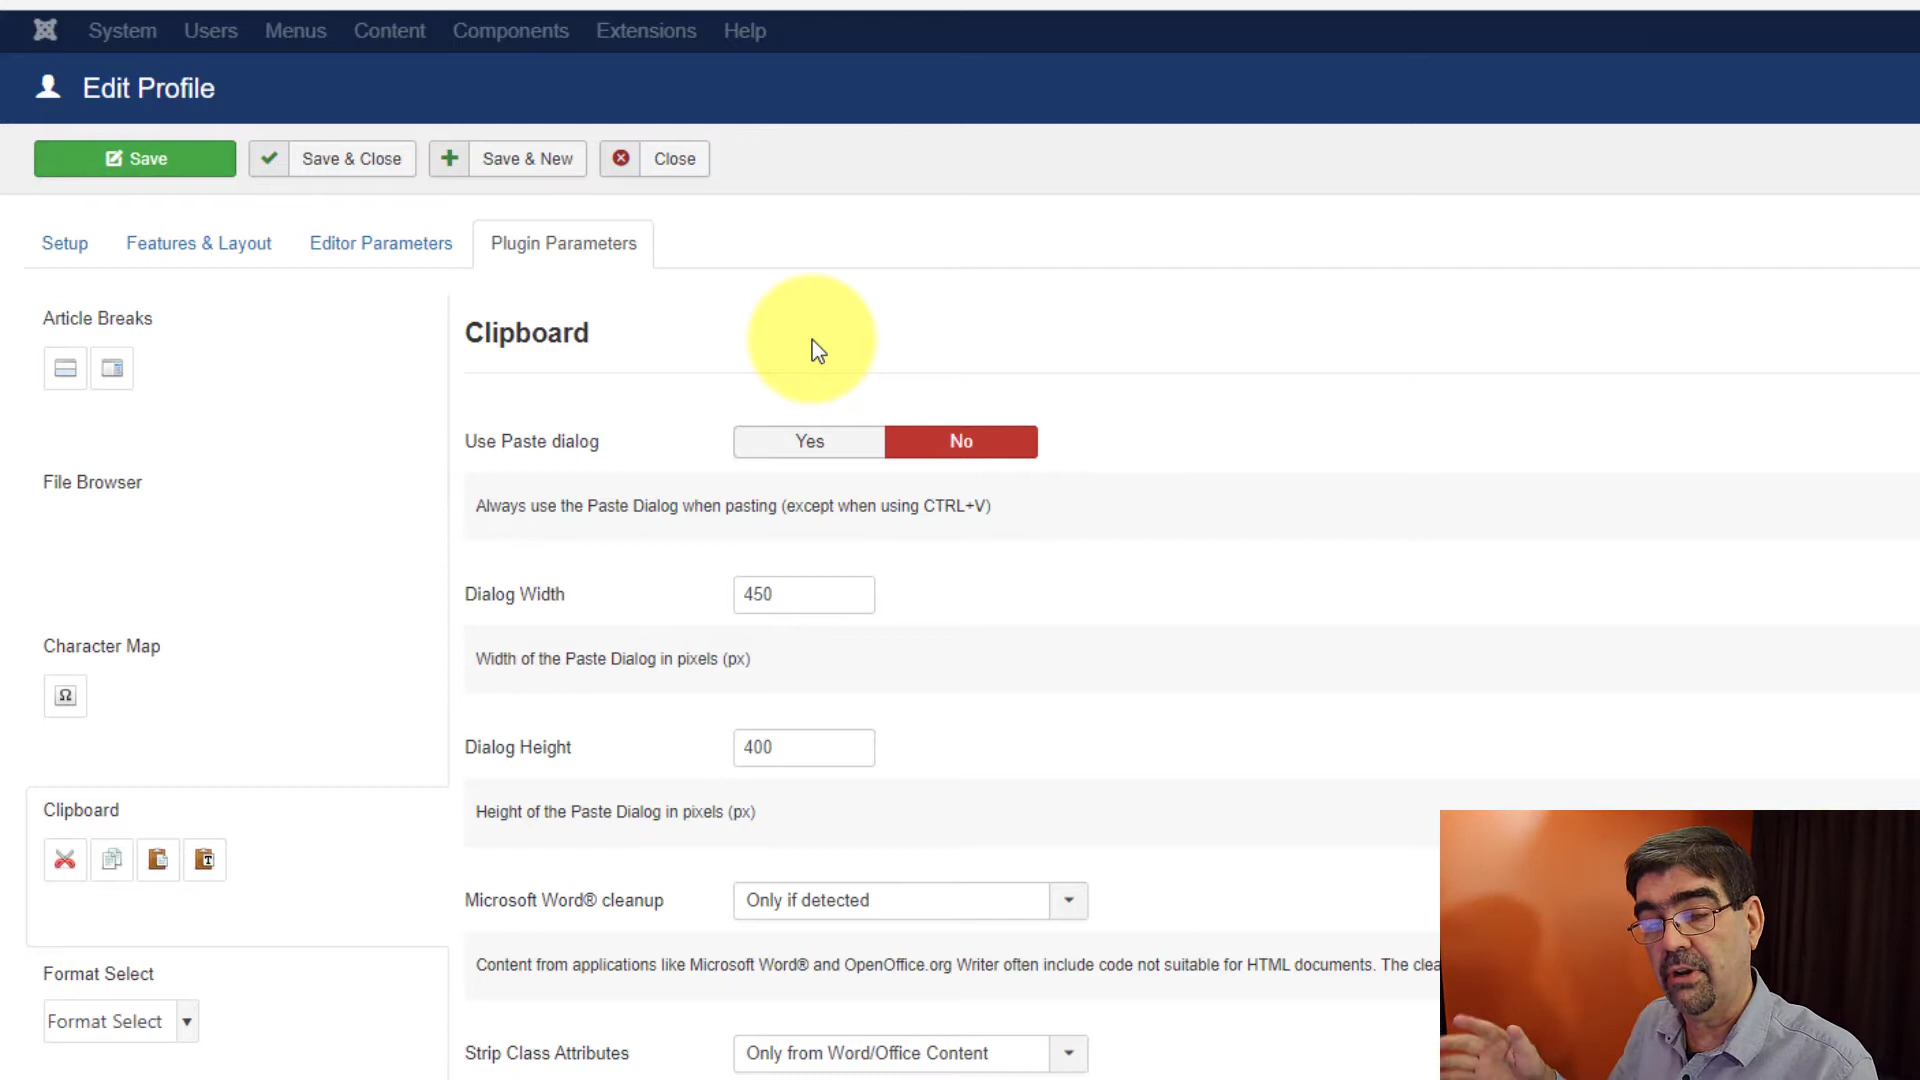 System Users Menus Content Components Extensions Help
Edit Profile
Save Save & Close Save & New Close
Setup Features & Layout Editor Parameters Plugin Parameters
Article Breaks
File Browser
Character Map
Ω
Clipboard
T
Format Select
Format Select
Clipboard
Use Paste dialog Yes No
Always use the Paste Dialog when pasting (except when using CTRL+V)
Dialog Width 450
Width of the Paste Dialog in pixels (px)
Dialog Height 400
Height of the Paste Dialog in pixels (px)
Microsoft Word® cleanup Only if detected
Content from applications like Microsoft Word® and OpenOffice.org Writer often include code not suitable for HTML documents. The clea
Strip Class Attributes Only from Word/Office Content